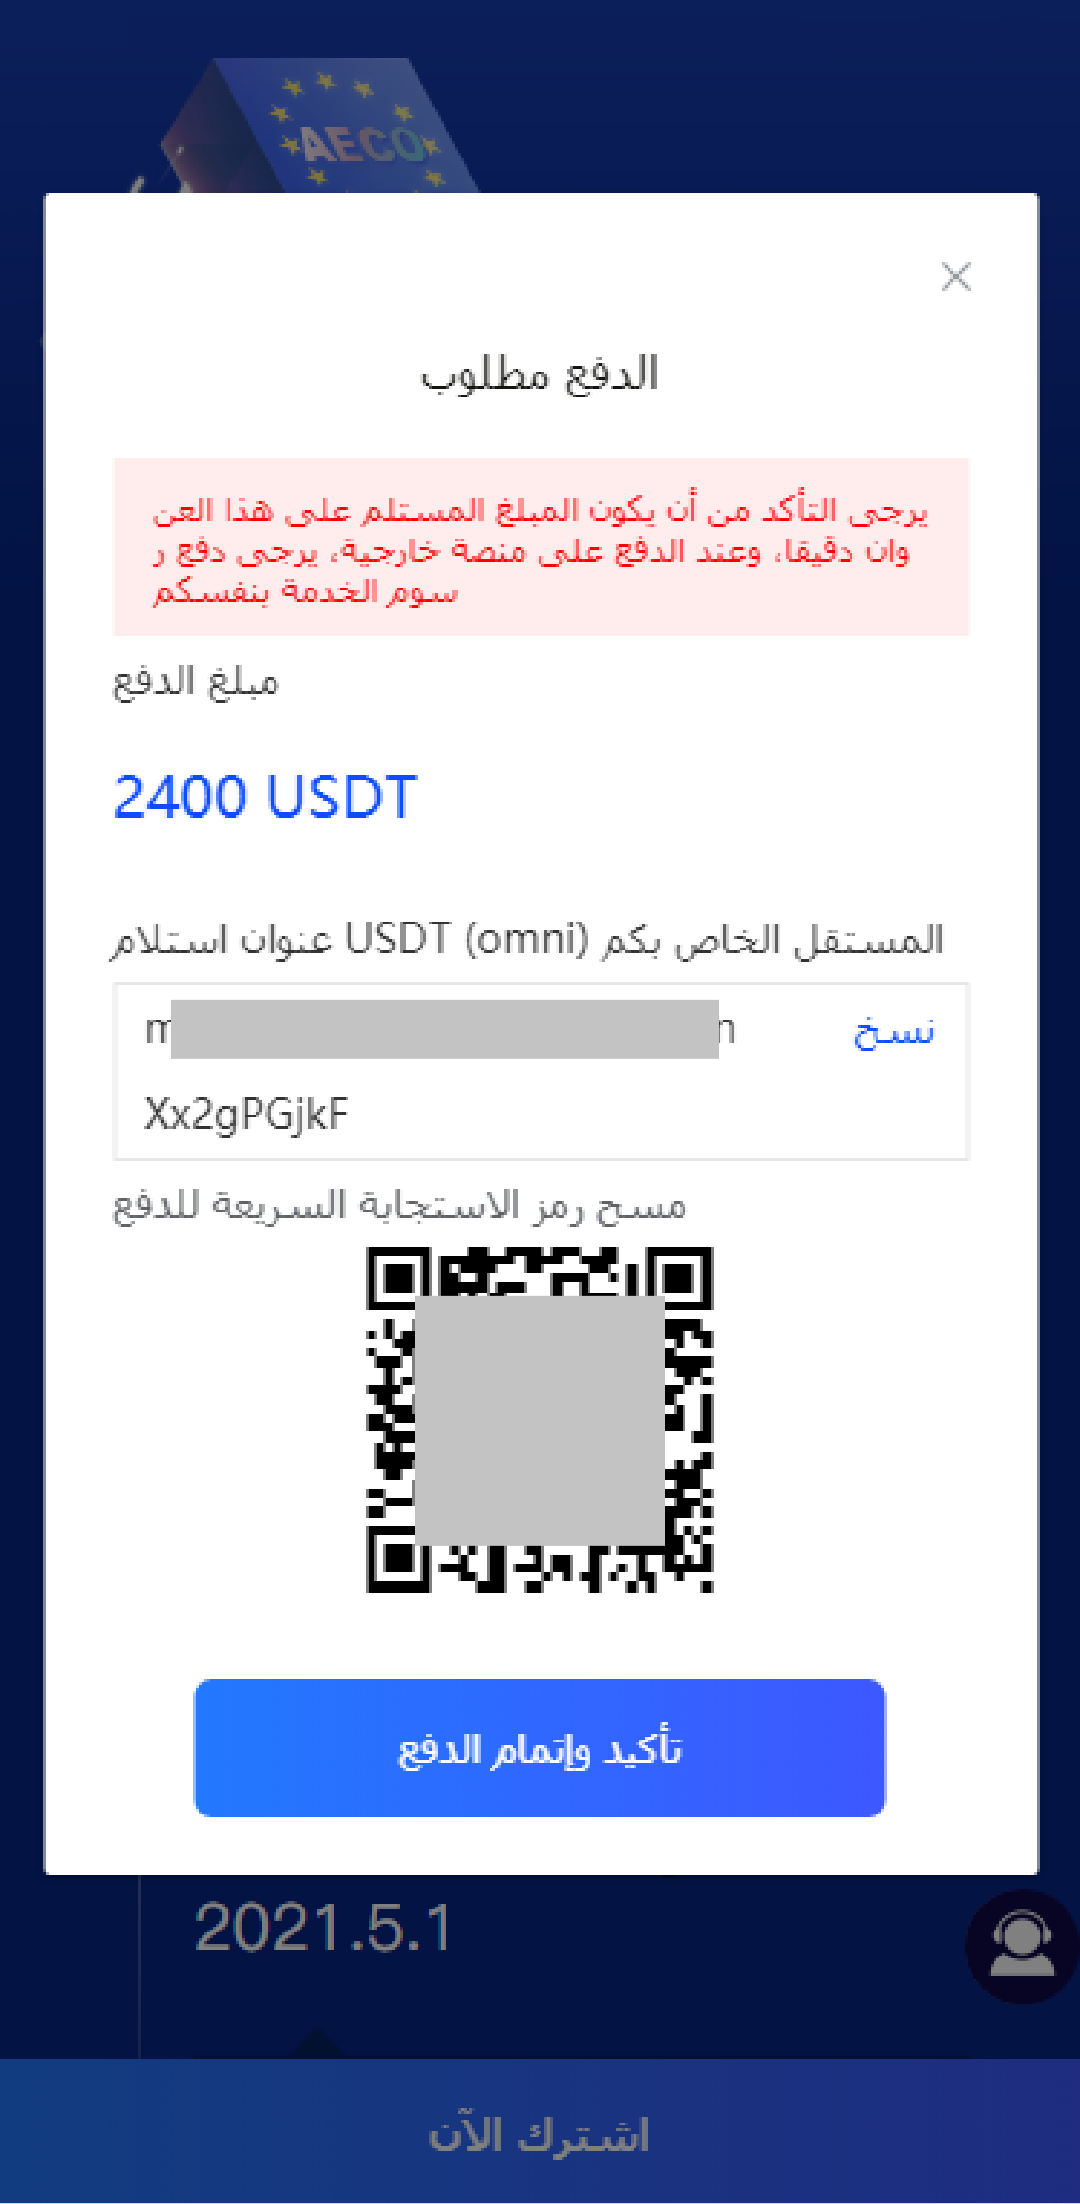 AECO
الدفع مطلوب
يرجى التأكد من أن يكون المبلغ المستلم على هذا العن
وان دقيقا، وعند الدفع على منصة خارجية، يرجى دفع ر
سوم الخدمة بنفسكم
مبلغ الدفع
2400 USDT
المستقل الخاص بكم USDT (omni) عنوان استلام
نسخ
Xx2gPGjkF
مسح رمز الاستجابة السريعة للدفع
تأكيد وإتمام الدفع
2021.5.1
اشترك الآن